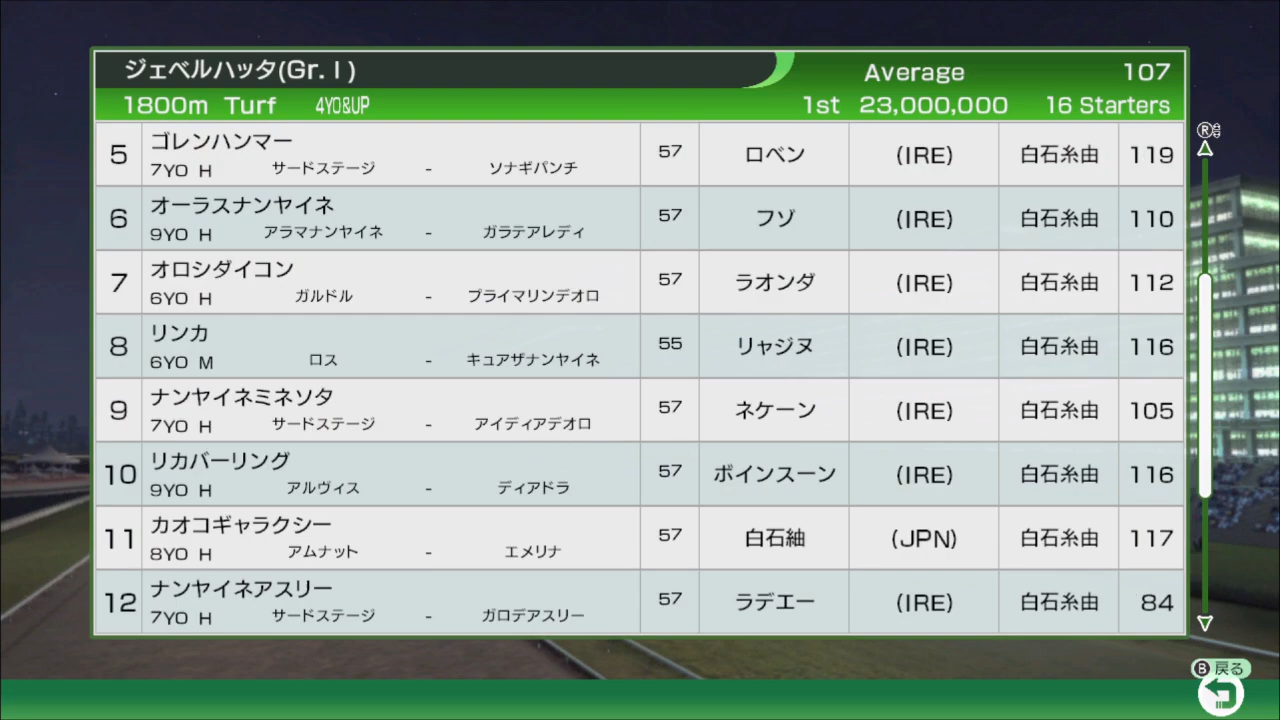 ジェベルハッタ(Gr.Ⅰ)
Average 107
1800m Turf 4YO&UP
1st 23,000,000 16 Starters
5 ゴレンハンマー 57 ロベン (IRE) 白石糸由 119
7YO H サードステージ - ソナギパンチ
6 オーラスナンヤイネ 57 フゾ (IRE) 白石糸由 110
9YO H アラマナンヤイネ - ガラテアレディ
7 オロシダイコン 57 ラオンダ (IRE) 白石糸由 112
6YO H ガルドル - プライマリンデオロ
8 リンカ 55 リャジヌ (IRE) 白石糸由 116
6YO M ロス - キュアザナンヤイネ
9 ナンヤイネミネソタ 57 ネケーン (IRE) 白石糸由 105
7YO H サードステージ - アイディアデオロ
10 リカバーリング 57 ボインスーン (IRE) 白石糸由 116
9YO H アルヴィス - ディアドラ
11 カオコギャラクシー 57 白石紬 (JPN) 白石糸由 117
8YO H アムナット - エメリナ
12 ナンヤイネアスリー 57 ラデエー (IRE) 白石糸由 84
7YO H サードステージ - ガロデアスリー
R
B 戻る